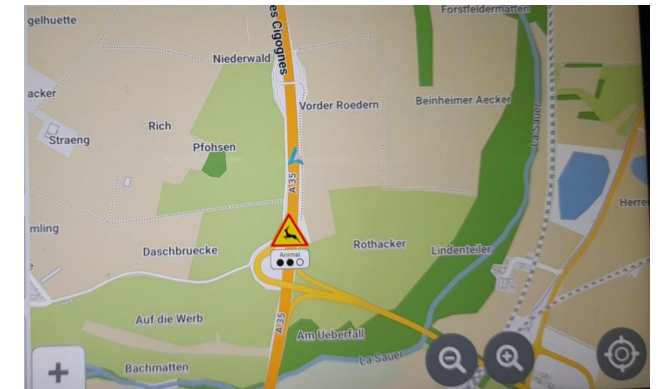 gelhuette
Forstfeldermatten
es Cigognes
Niederwald
acker
Vorder Roedern
Beinheimer Aecker
Rich
Straeng
Pfohsen
La Sauer
A 35
Herre
mling
Animal
Daschbruecke
Rothacker
Lindenteiler
Auf die Werb
A 35
Am Ueberfall
La Sauer
Bachmatten